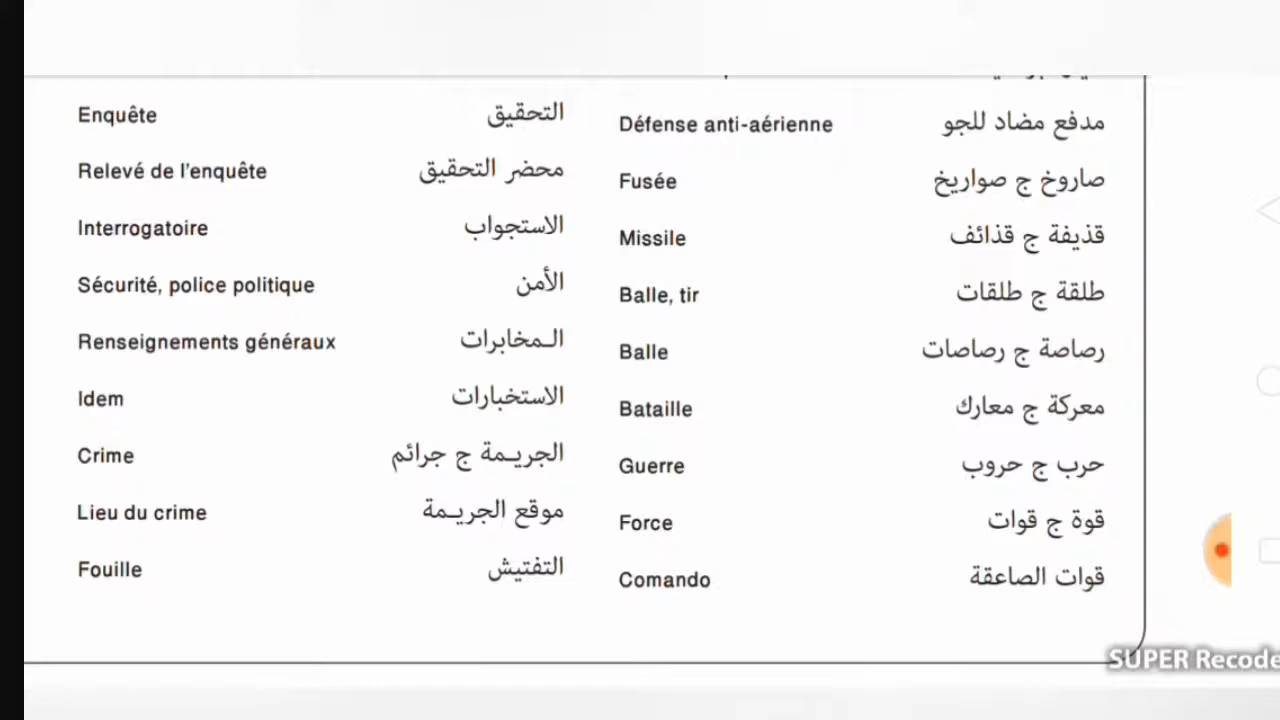 Enquête التحقيق
Relevé de l'enquête محضر التحقيق
Interrogatoire الاستجواب
Sécurité, police politique الأمن
Renseignements généraux الـمخابرات
Idem الاستخبارات
Crime الجريـمة ج جرائم
Lieu du crime موقع الجريـمة
Fouille التفتيش
Défense anti-aérienne مدفع مضاد للجو
Fusée صاروخ ج صواريخ
Missile قذيفة ج قذائف
Balle, tir طلقة ج طلقات
Balle رصاصة ج رصاصات
Bataille معركة ج معارك
Guerre حرب ج حروب
Force قوة ج قوات
Comando قوات الصاعقة
SUPER Recode